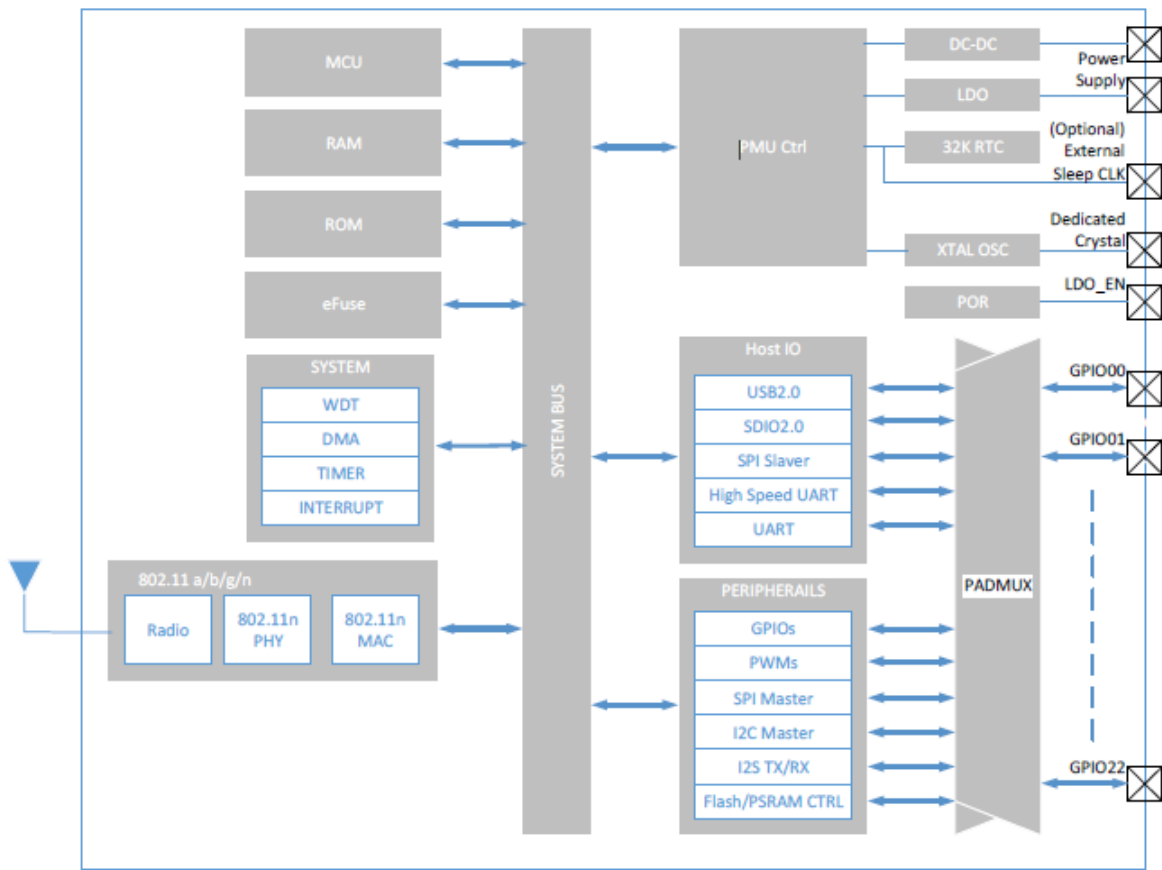 MCU
RAM
ROM
eFuse
SYSTEM
WDT
DMA
TIMER
INTERRUPT
802.11 a/b/g/n
Radio
802.11n
PHY
802.11n
MAC
SYSTEM BUS
PMU Ctrl
DC-DC
LDO
32K RTC
XTAL OSC
POR
Power
Supply
(Optional)
External
Sleep CLK
Dedicated
Crystal
LDO_EN
Host IO
USB2.0
SDIO2.0
SPI Slaver
High Speed UART
UART
PERIPHERAILS
GPIOs
PWMs
SPI Master
I2C Master
I2S TX/RX
Flash/PSRAM CTRL
PADMUX
GPIO00
GPIO01
GPIO22